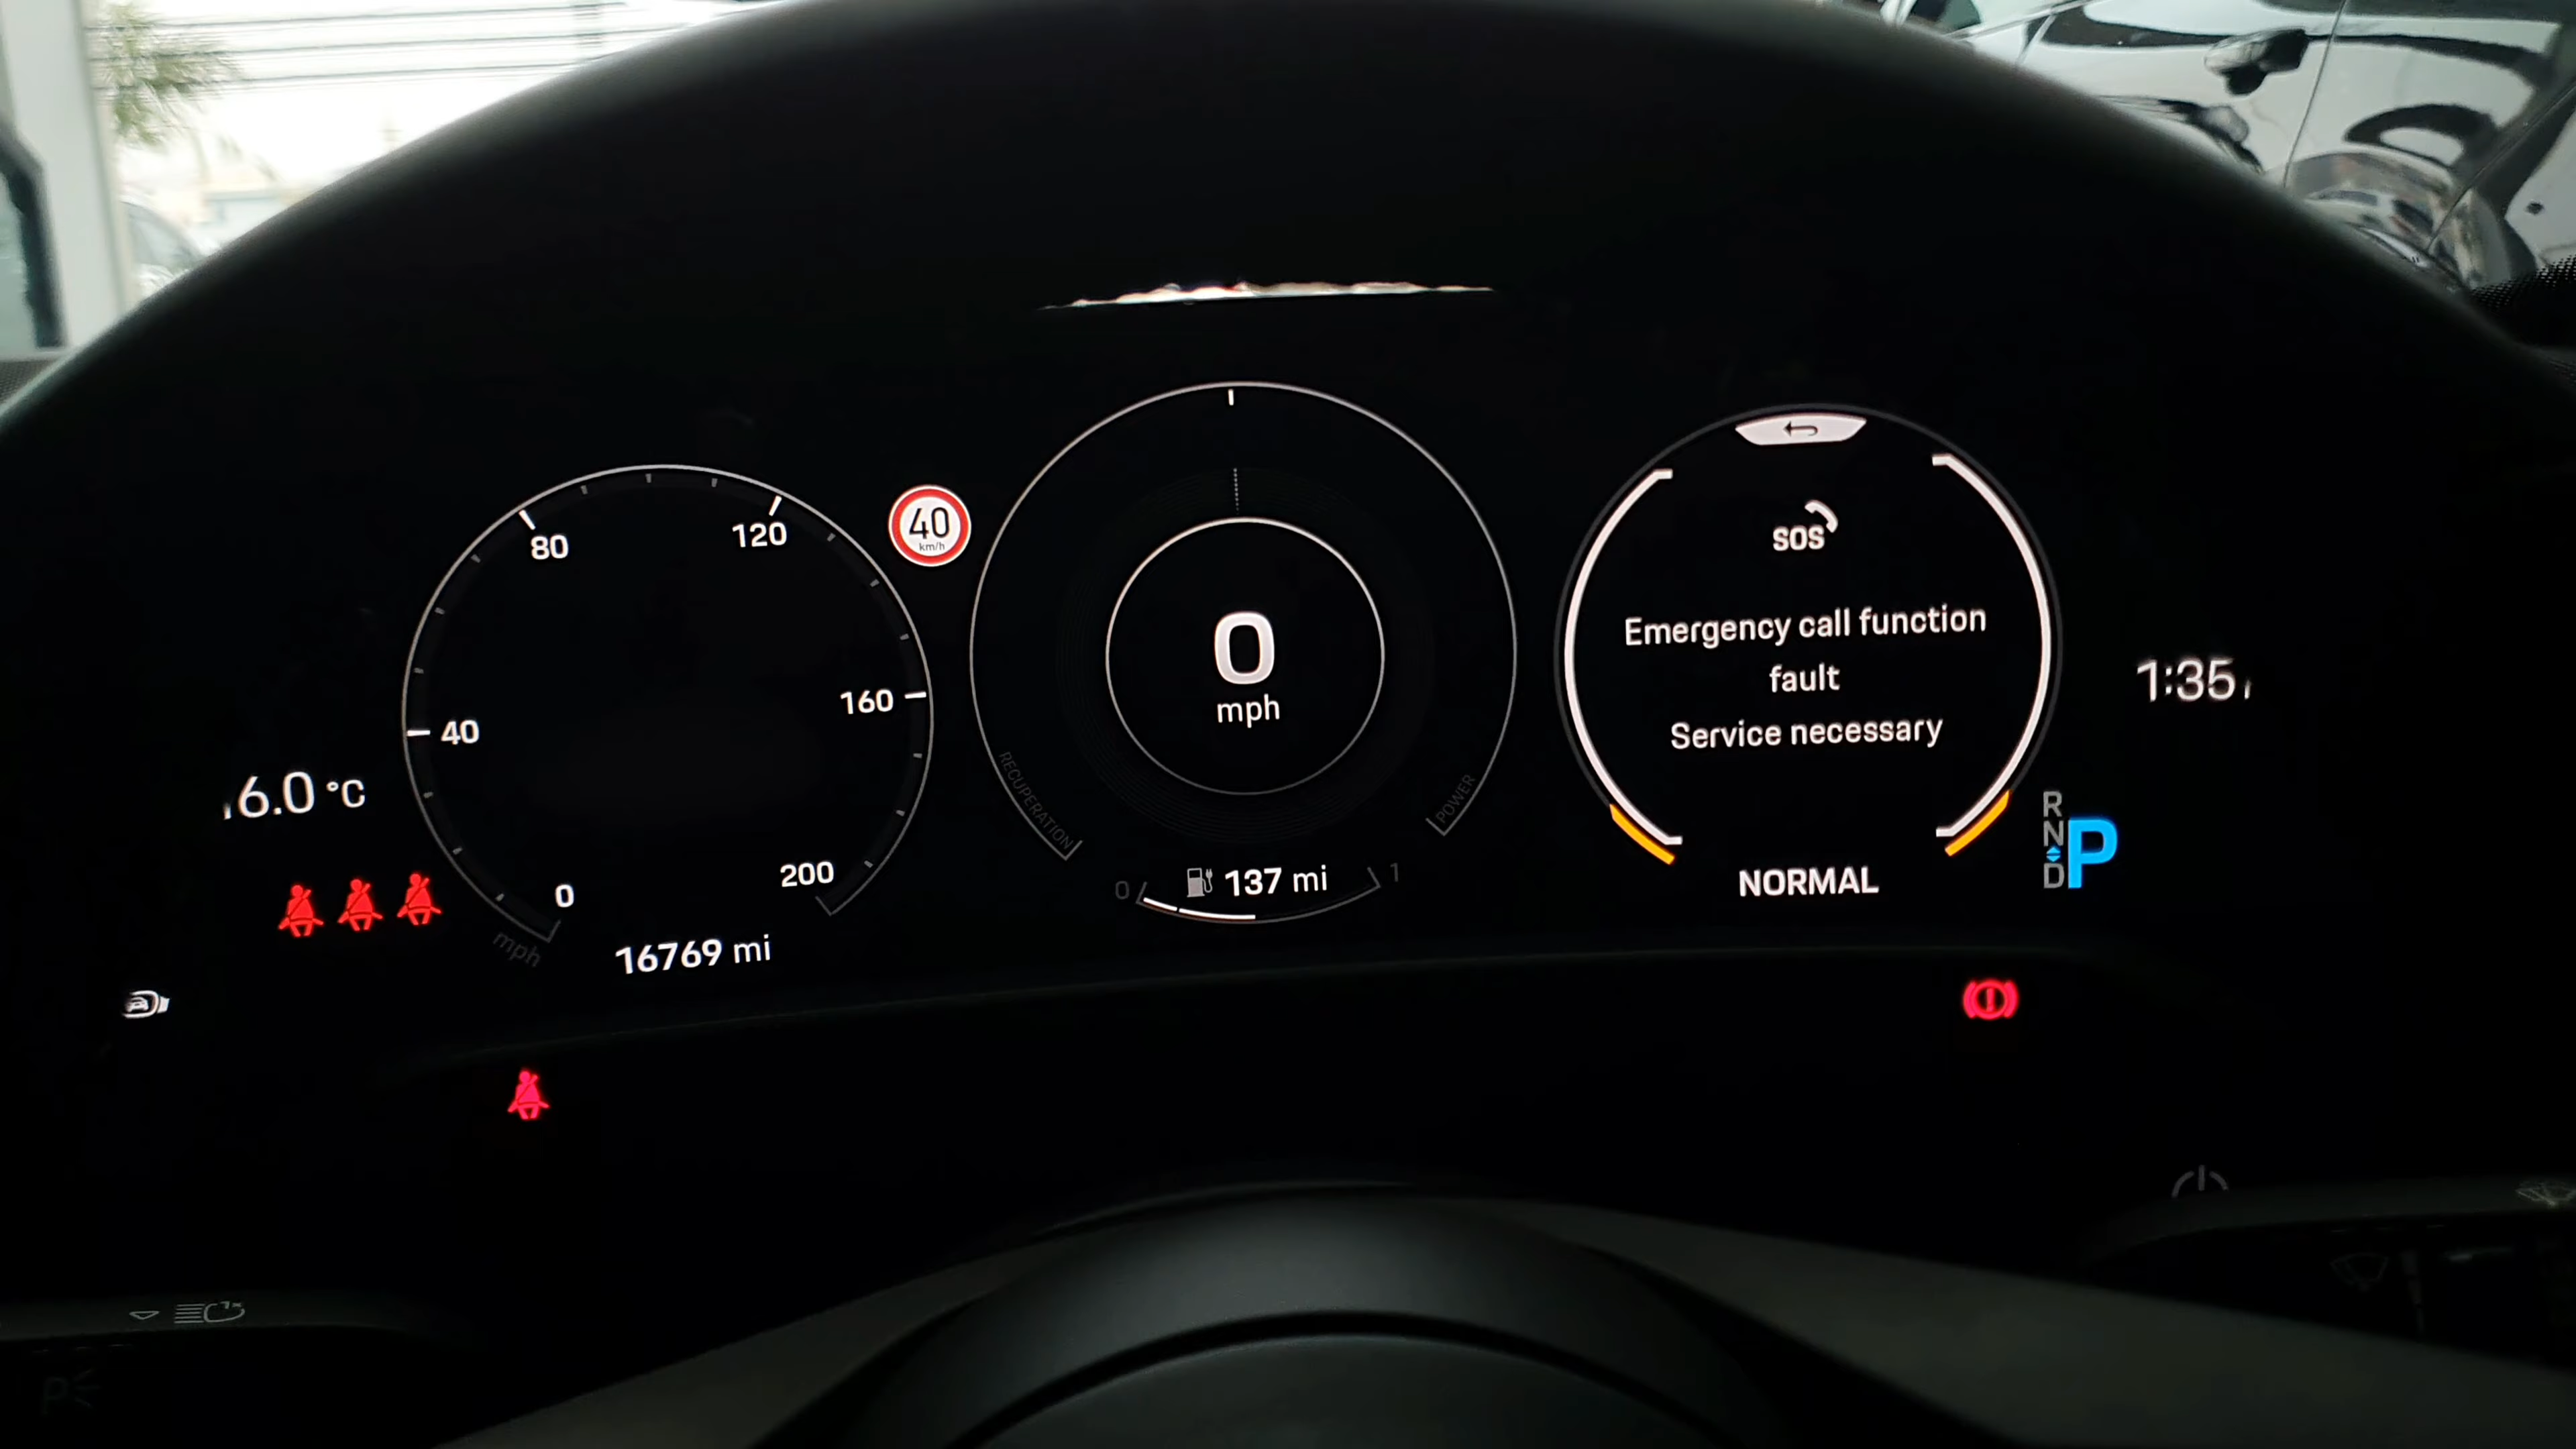 80
120
40
km/h
SOS
40
160
0
mph
Emergency call function
fault
Service necessary
1:35
6.0 °C
RECUPERATION
POWER
R
N
D
P
0
200
mph
16769 mi
0
137 mi
1
NORMAL